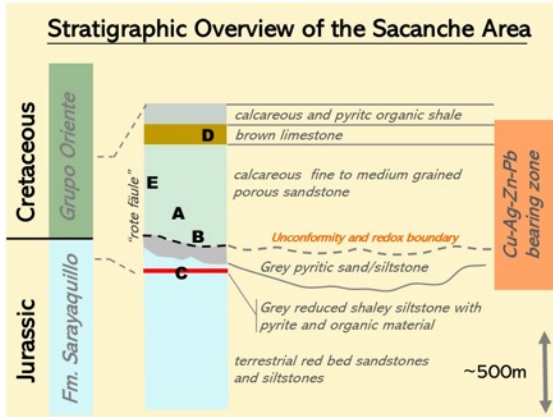 Stratigraphic Overview of the Sacanche Area
Cretaceous
Grupo Oriente
Jurassic
Fm. Sarayaquillo
"rote fäule"
D
E
A
B
C
calcareous and pyritc organic shale
brown limestone
calcareous fine to medium grained
porous sandstone
Unconformity and redox boundary
Grey pyritic sand/siltstone
Grey reduced shaley siltstone with
pyrite and organic material
terrestrial red bed sandstones
and siltstones
Cu-Ag-Zn-Pb
bearing zone
~500m